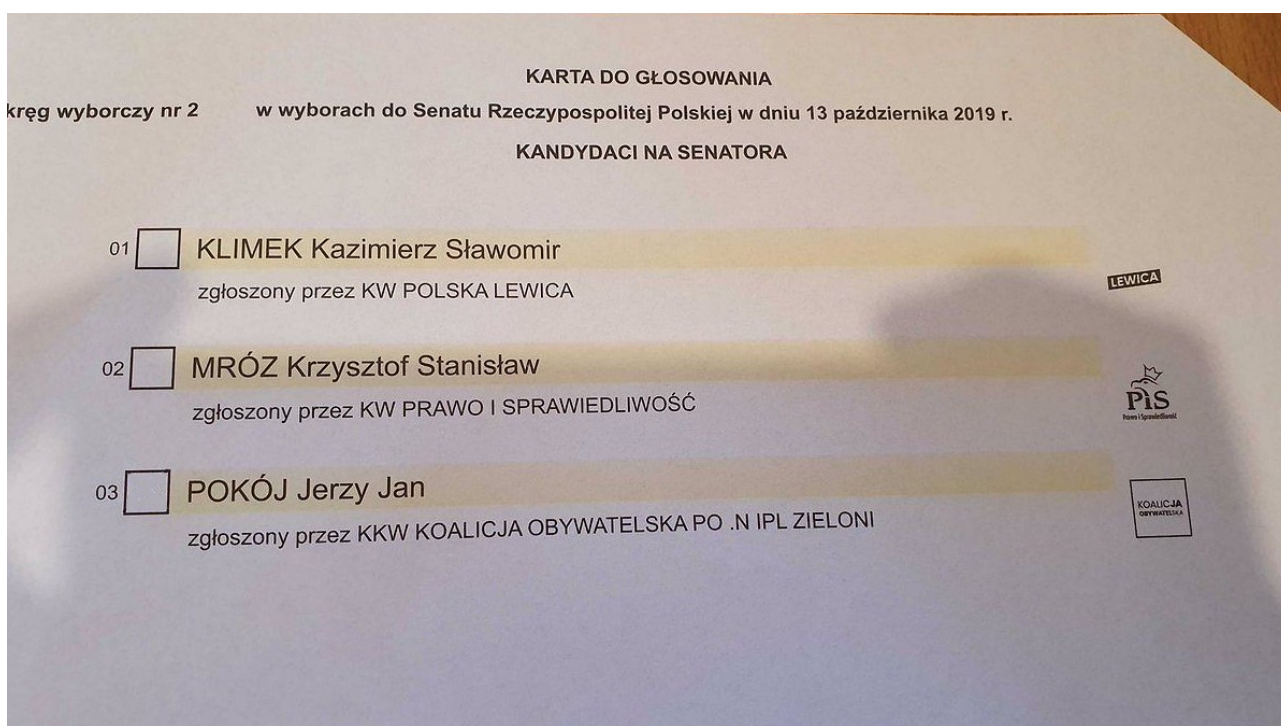 KARTA DO GŁOSOWANIA
kręg wyborczy nr 2 w wyborach do Senatu Rzeczypospolitej Polskiej w dniu 13 października 2019 r.
KANDYDACI NA SENATORA
01 KLIMEK Kazimierz Sławomir
zgłoszony przez KW POLSKA LEWICA
LEWICA
02 MRÓZ Krzysztof Stanisław
zgłoszony przez KW PRAWO I SPRAWIEDLIWOŚĆ
PiS
Prawo i Sprawiedliwość
03 POKÓJ Jerzy Jan
zgłoszony przez KKW KOALICJA OBYWATELSKA PO .N IPL ZIELONI
KOALICJA
OBYWATELSKA